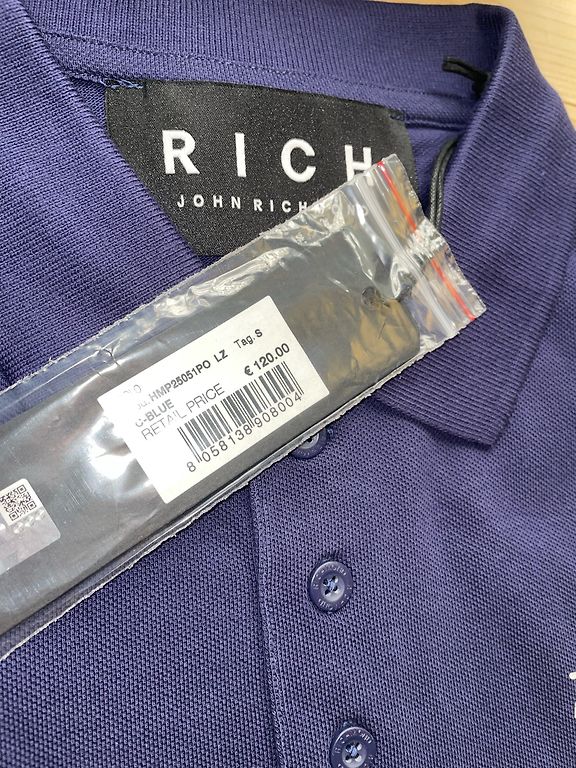 RICH
JOHN RICH
HMP25051PO LZ Tag. S
C-BLUE
RETAIL PRICE € 120.00
8 058138 908004